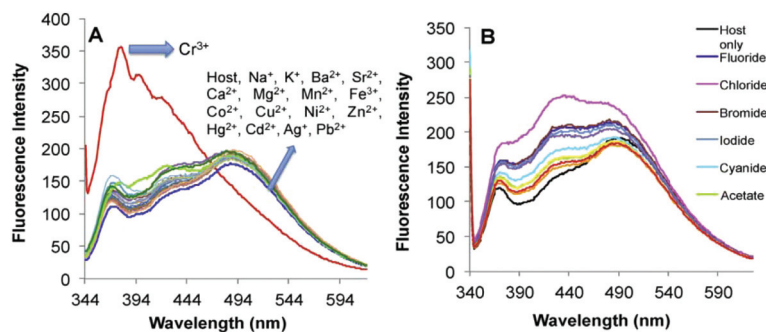 A
Cr³⁺
Host, Na⁺, K⁺, Ba²⁺, Sr²⁺,
Ca²⁺, Mg²⁺, Mn²⁺, Fe³⁺,
Co²⁺, Cu²⁺, Ni²⁺, Zn²⁺,
Hg²⁺, Cd²⁺, Ag⁺, Pb²⁺
Fluorescence Intensity
400
350
300
250
200
150
100
50
0
344 394 444 494 544 594
Wavelength (nm)
B
Fluorescence Intensity
350
300
250
200
150
100
50
0
340 390 440 490 540 590
Wavelength (nm)
Host
only
Fluoride
Chloride
Bromide
Iodide
Cyanide
Acetate